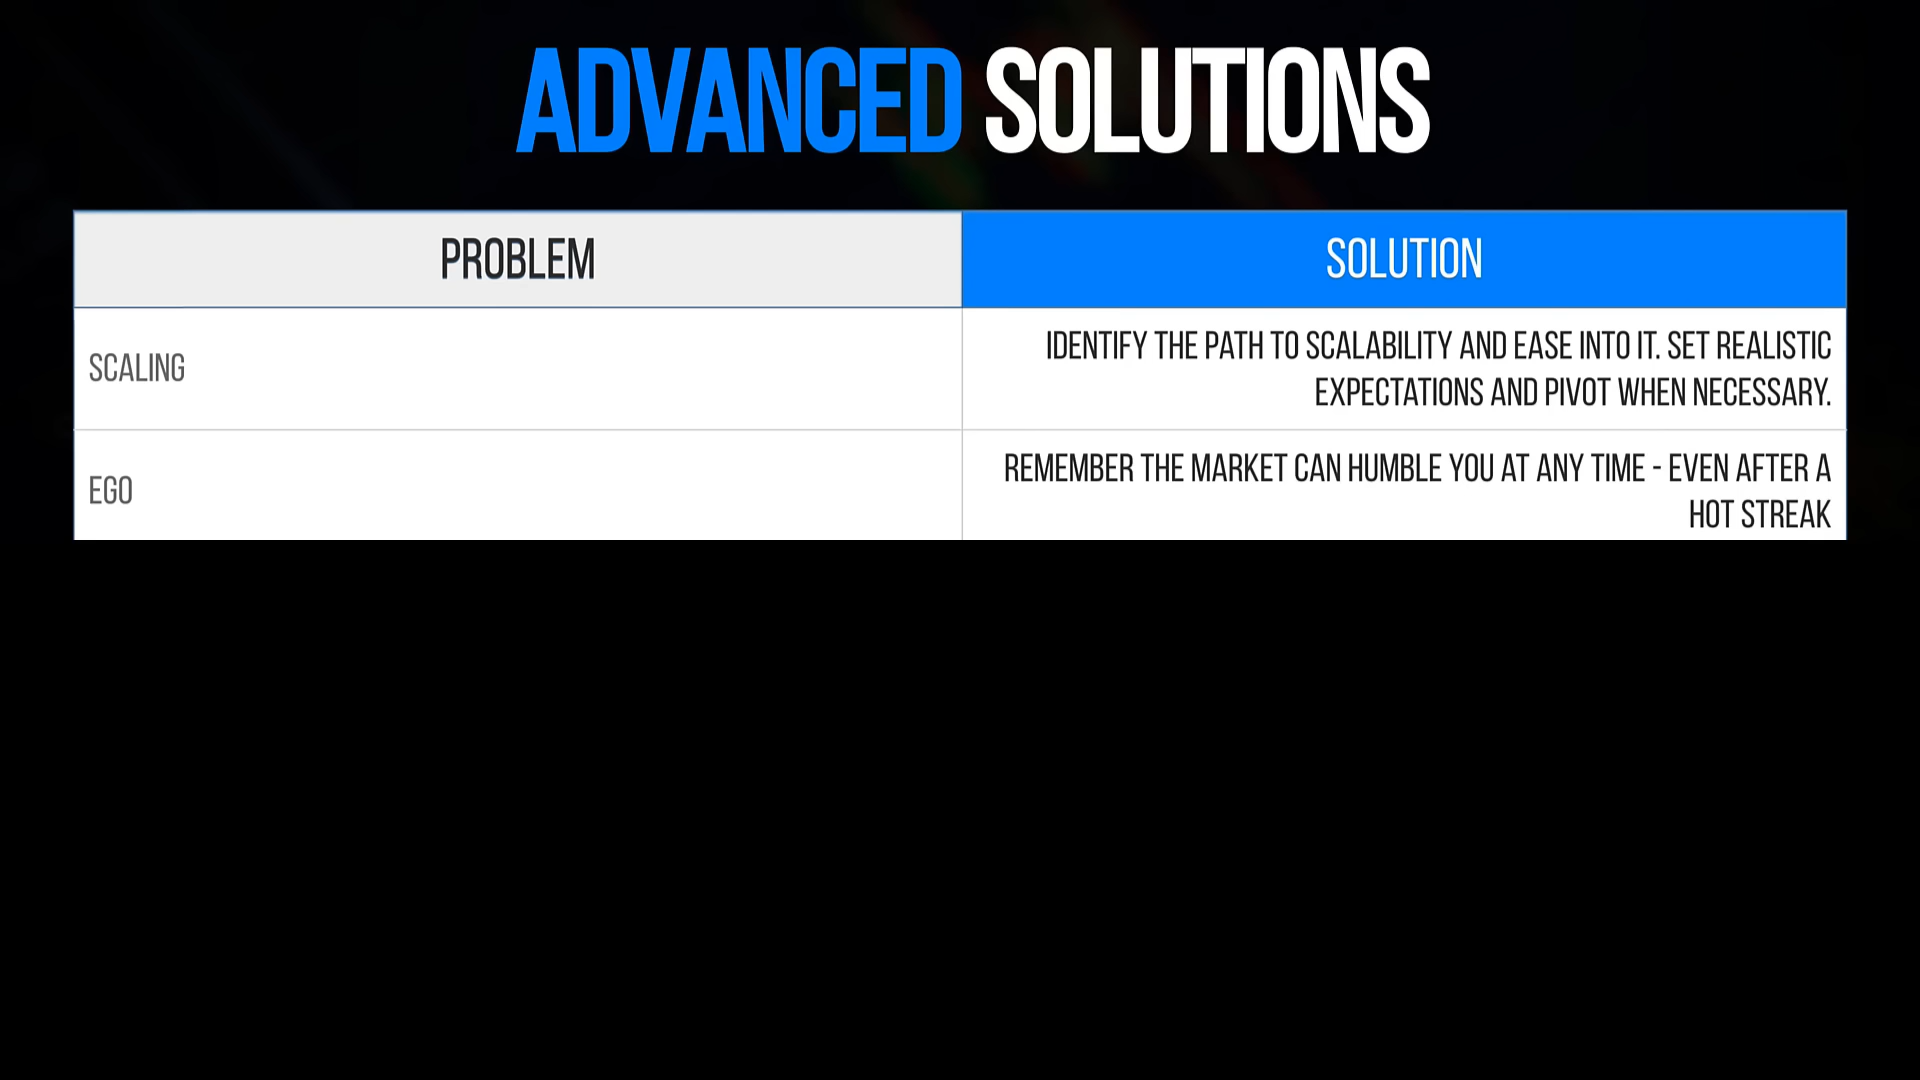 ADVANCED SOLUTIONS
PROBLEM
SOLUTION
SCALING
IDENTIFY THE PATH TO SCALABILITY AND EASE INTO IT. SET REALISTIC
EXPECTATIONS AND PIVOT WHEN NECESSARY.
EGO
REMEMBER THE MARKET CAN HUMBLE YOU AT ANY TIME - EVEN AFTER A
HOT STREAK